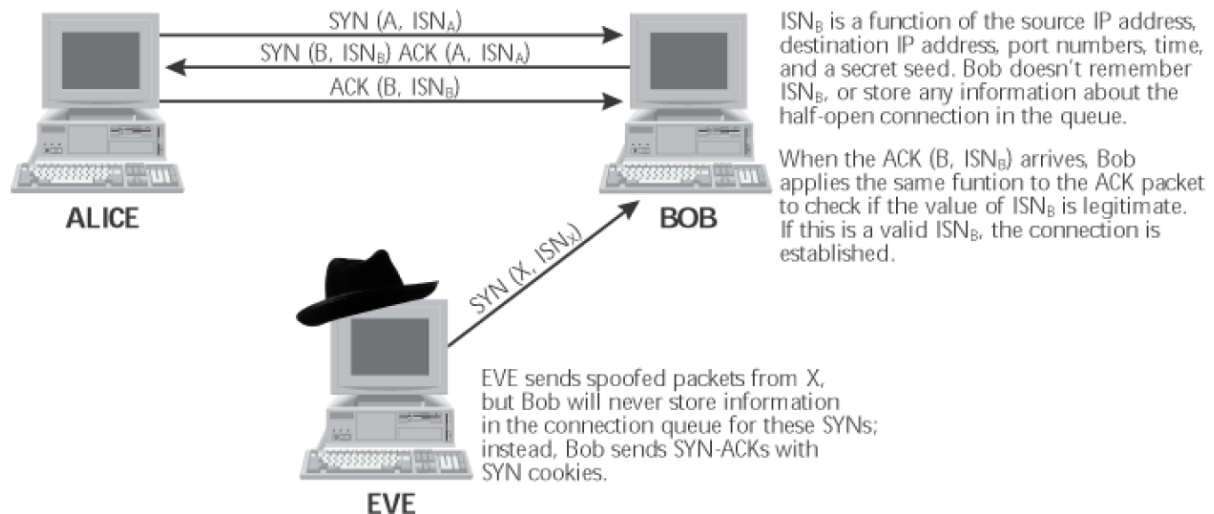 SYN (A, ISNA)
SYN (B, ISNB) ACK (A, ISNA)
ACK (B, ISNB)
ALICE
BOB
ISNB is a function of the source IP address,
destination IP address, port numbers, time,
and a secret seed. Bob doesn't remember
ISNB, or store any information about the
half-open connection in the queue.
When the ACK (B, ISNB) arrives, Bob
applies the same funtion to the ACK packet
to check if the value of ISNB is legitimate.
If this is a valid ISNB, the connection is
established.
SYN (X, ISNX)
EVE sends spoofed packets from X,
but Bob will never store information
in the connection queue for these SYNs;
instead, Bob sends SYN-ACKs with
SYN cookies.
EVE